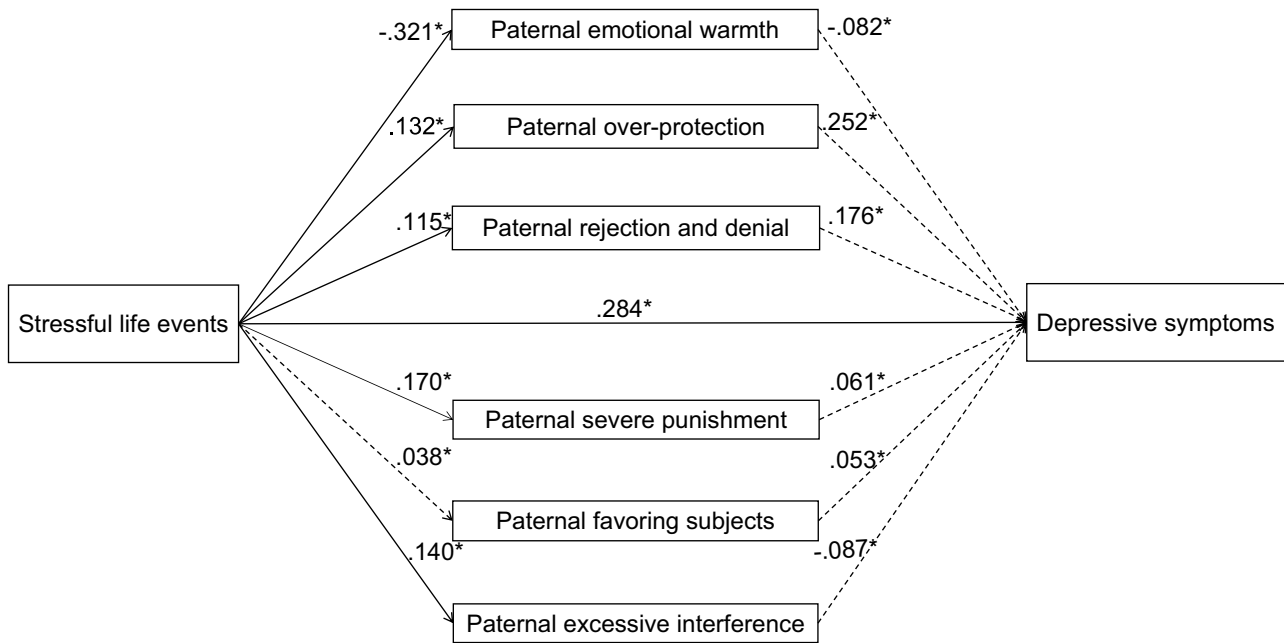 -.321*
Paternal emotional warmth
-.082*
.132*
Paternal over-protection
.252*
.115*
Paternal rejection and denial
.176*
Stressful life events
.284*
Depressive symptoms
.170*
Paternal severe punishment
.061*
.038*
Paternal favoring subjects
.053*
.140*
Paternal excessive interference
-.087*